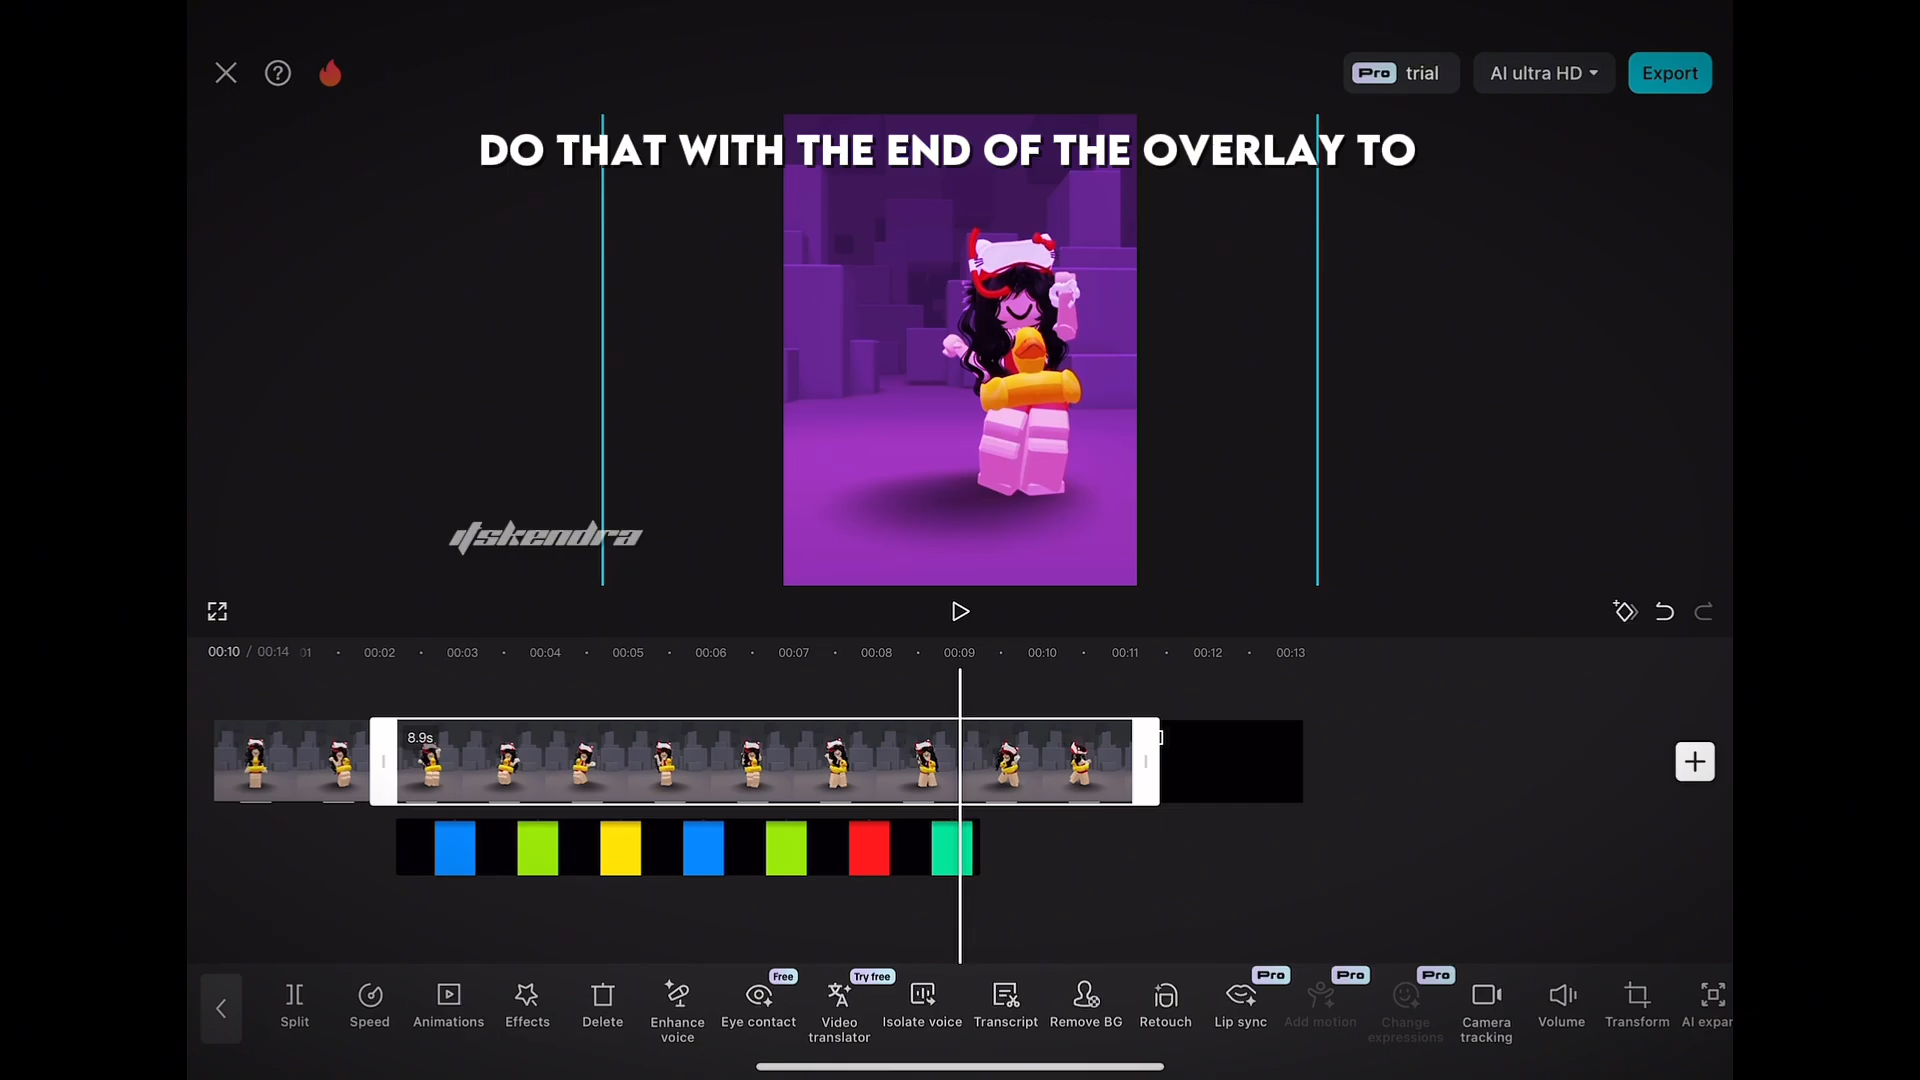 Pro trial
AI ultra HD
Export
DO THAT WITH THE END OF THE OVERLAY TO
itskendra
00:10 / 00:14
01 00:02 00:03 00:04 00:05 00:06 00:07 00:08 00:09 00:10 00:11 00:12 00:13
8.9s
Free
Try free
Pro
Pro
Pro
Split
Speed
Animations
Effects
Delete
Enhance voice
Eye contact
Video translator
Isolate voice
Transcript
Remove BG
Retouch
Lip sync
Add motion
Change expressions
Camera tracking
Volume
Transform
AI expan